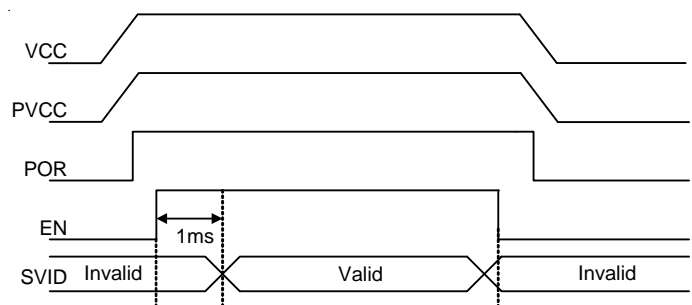 VCC
PVCC
POR
EN
1ms
SVID Invalid Valid Invalid